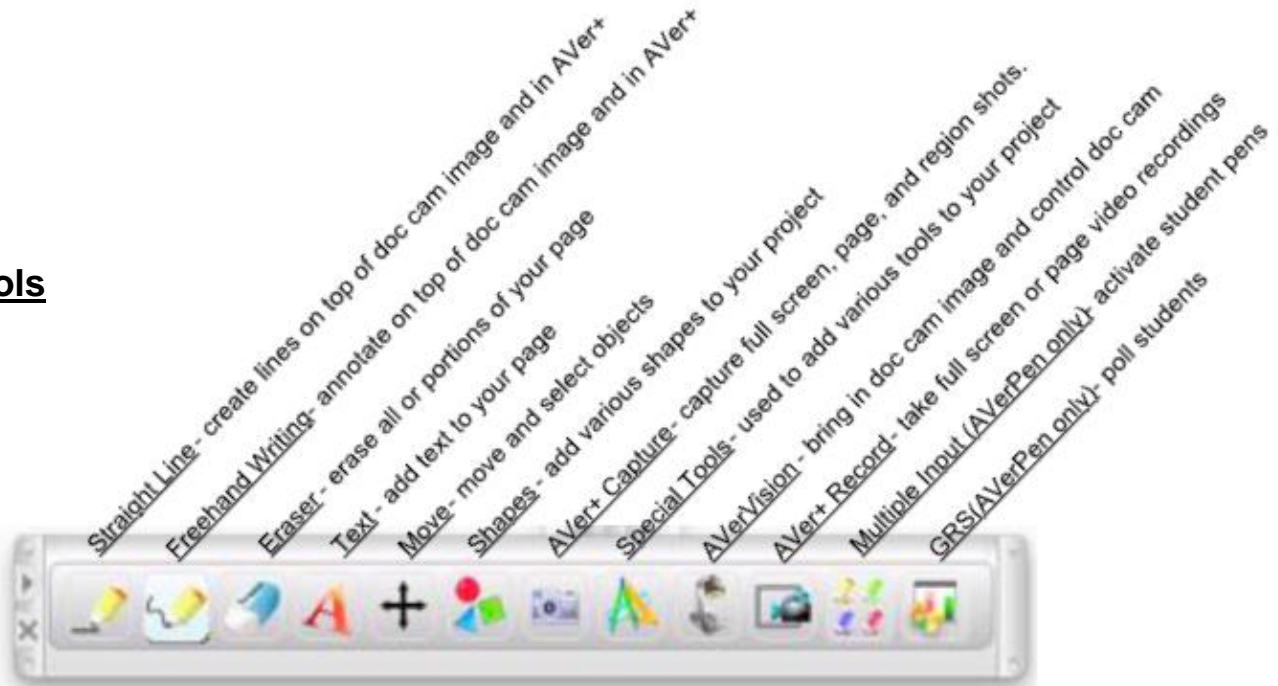 ols
Straight Line- create lines on top of doc cam image and in AVer+
Freehand Writing- annotate on top of doc cam image and in AVer+
Eraser- erase all or portions of your page
Text- add text to your page
Move- move and select objects
Shapes- add various shapes to your project
AVer+ Capture- capture full screen, page, and region shots.
Special Tools- used to add various tools to your project
AVerVision- bring in doc cam image and control doc cam
AVer+ Record- take full screen or page video recordings
Multiple Input (AVerPen only)- activate student pens
GRS(AVerPen only)- poll students